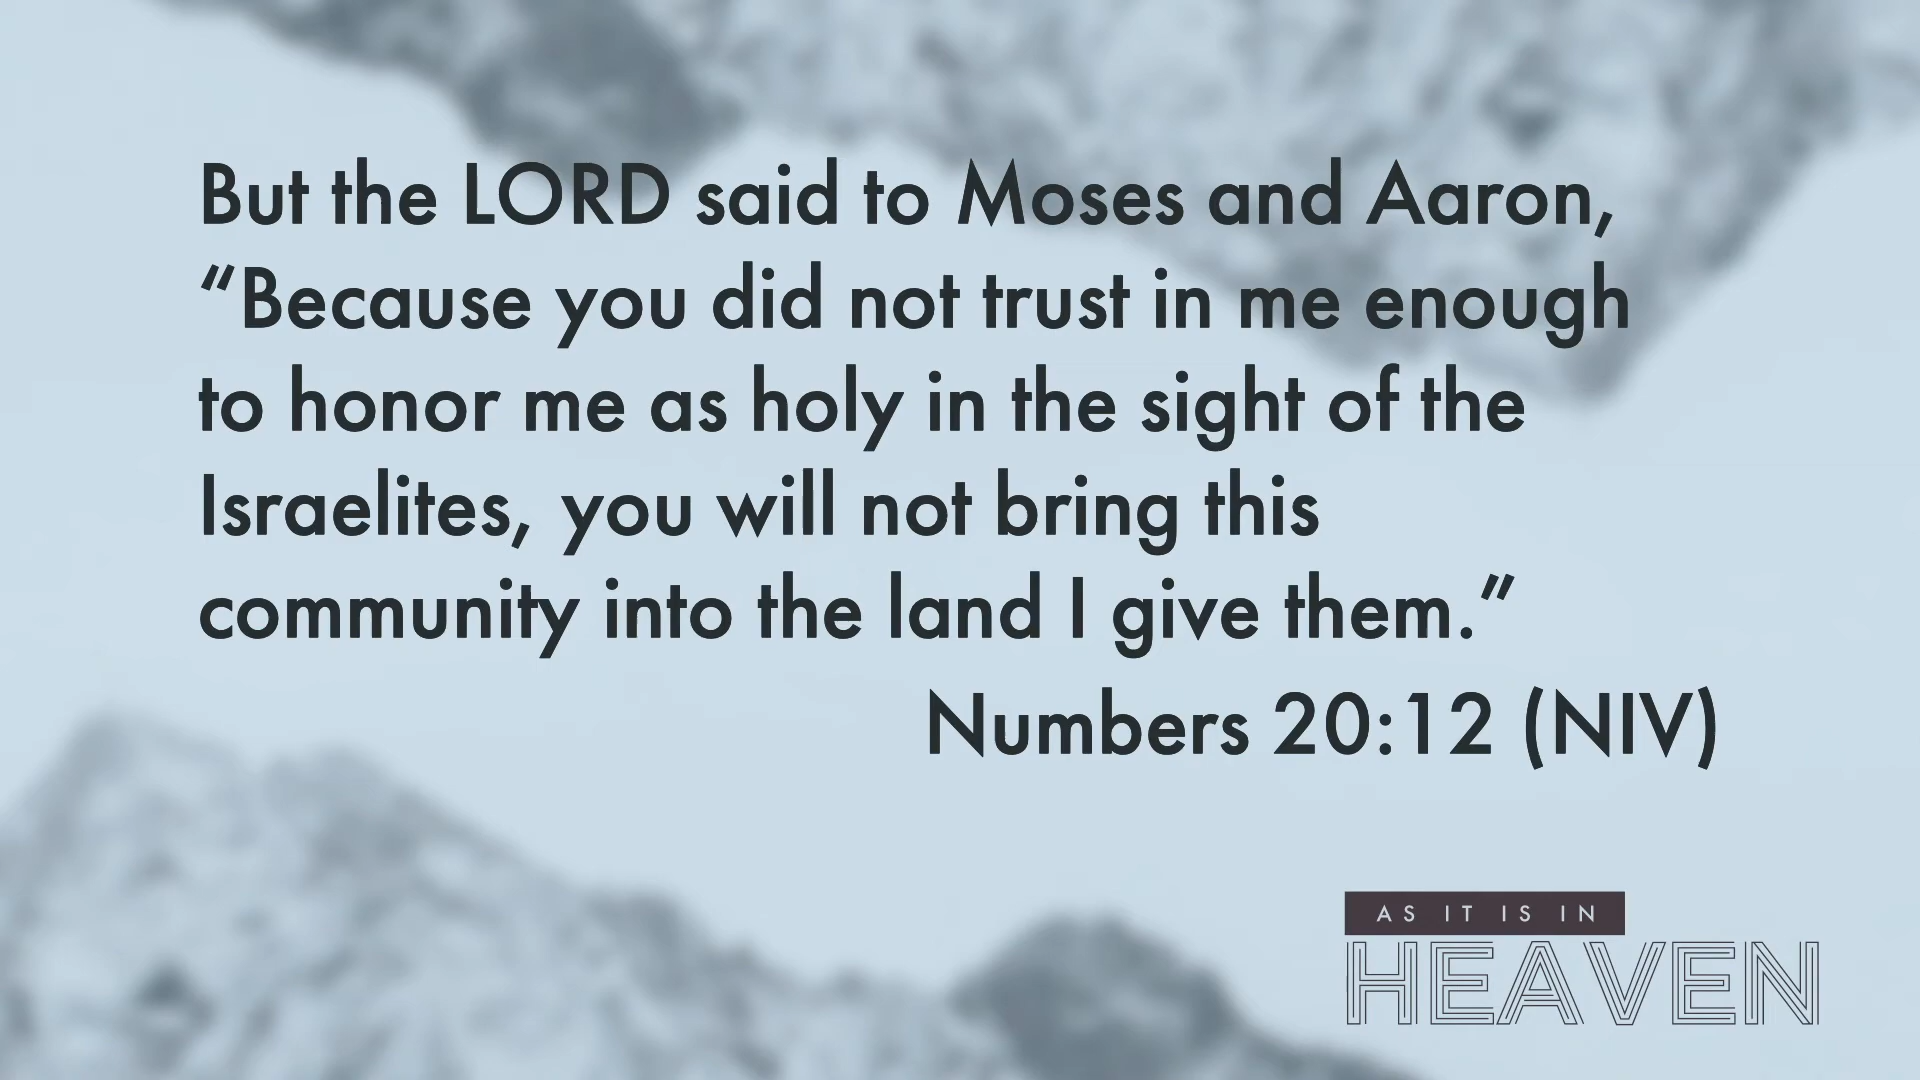 But the LORD said to Moses and Aaron,
“Because you did not trust in me enough
to honor me as holy in the sight of the
Israelites, you will not bring this
community into the land I give them.”
Numbers 20:12 (NIV)
AS IT IS IN
HEAVEN